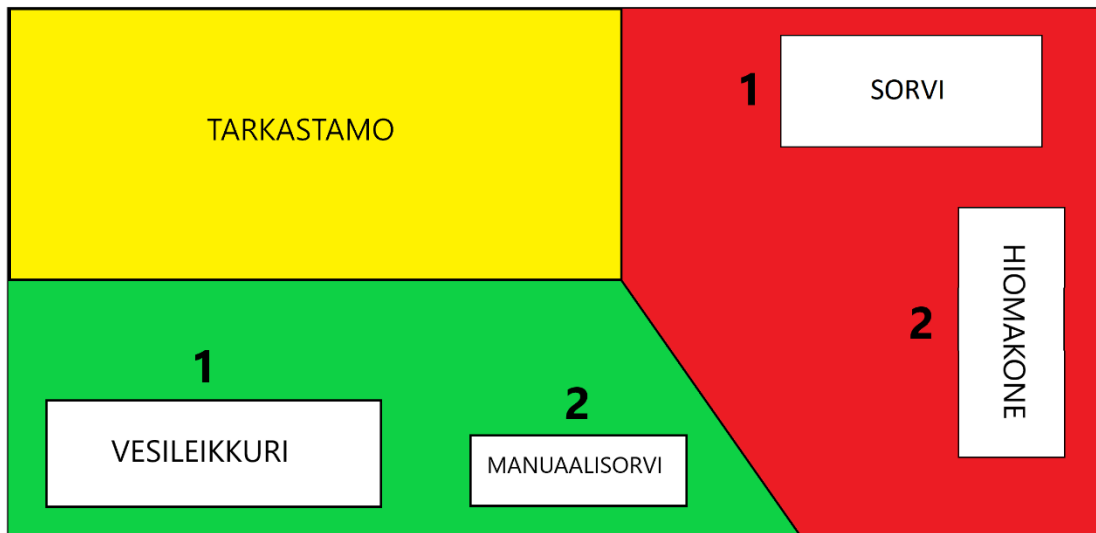 TARKASTAMO
1
SORVI
2
HIOMAKONE
1
VESILEIKKURI
2
MANUAALISORVI